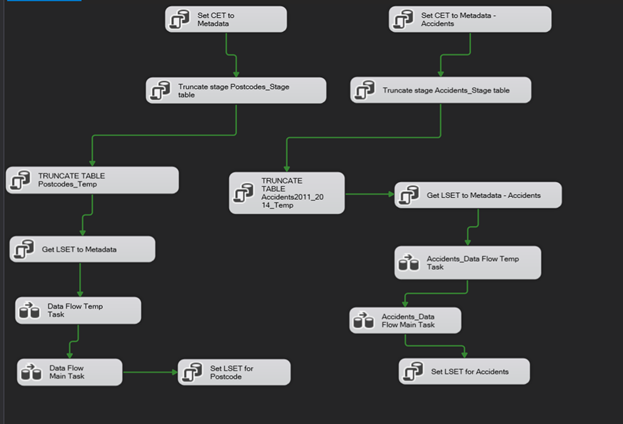 Set CET to
Metadata
Set CET to Metadata -
Accidents
Truncate stage Postcodes_Stage
table
Truncate stage Accidents_Stage table
TRUNCATE TABLE
Postcodes_Temp
TRUNCATE
TABLE
Accidents2011_20
14_Temp
Get LSET to Metadata - Accidents
Get LSET to Metadata
Accidents_Data Flow Temp
Task
Data Flow Temp
Task
Accidents_Data
Flow Main Task
Data Flow
Main Task
Set LSET for
Postcode
Set LSET for Accidents